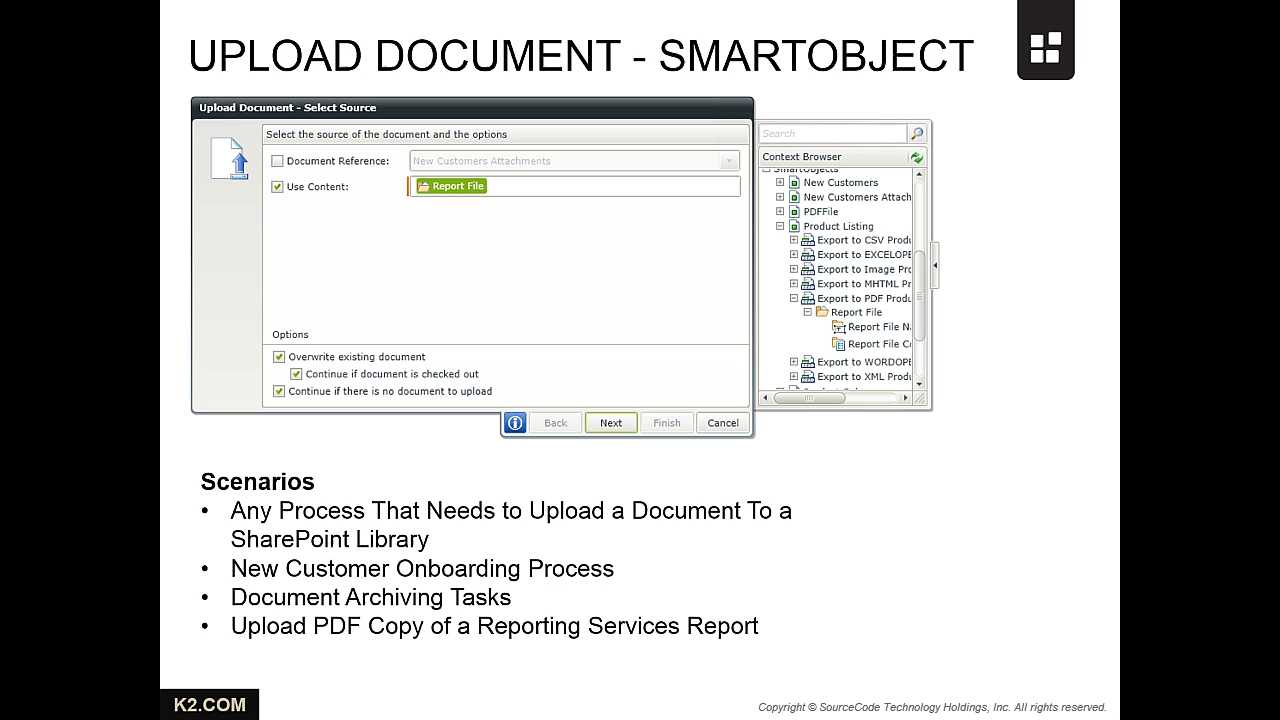 UPLOAD DOCUMENT - SMARTOBJECT
Upload Document - Select Source
Select the source of the document and the options
Document Reference:
New Customers Attachments
Use Content:
Report File
Options
Overwrite existing document
Continue if document is checked out
Continue if there is no document to upload
Back
Next
Finish
Cancel
Search
Context Browser
SmartObjects
New Customers
New Customers Attach
PDFFile
Product Listing
Export to CSV Produ
Export to EXCELOPE
Export to Image Pro
Export to MHTML Pr
Export to PDF Produ
Report File
Report File N
Report File C
Export to WORDOPE
Export to XML Produ
Scenarios
• Any Process That Needs to Upload a Document To a
SharePoint Library
• New Customer Onboarding Process
• Document Archiving Tasks
• Upload PDF Copy of a Reporting Services Report
K2.COM
Copyright © SourceCode Technology Holdings, Inc. All rights reserved.